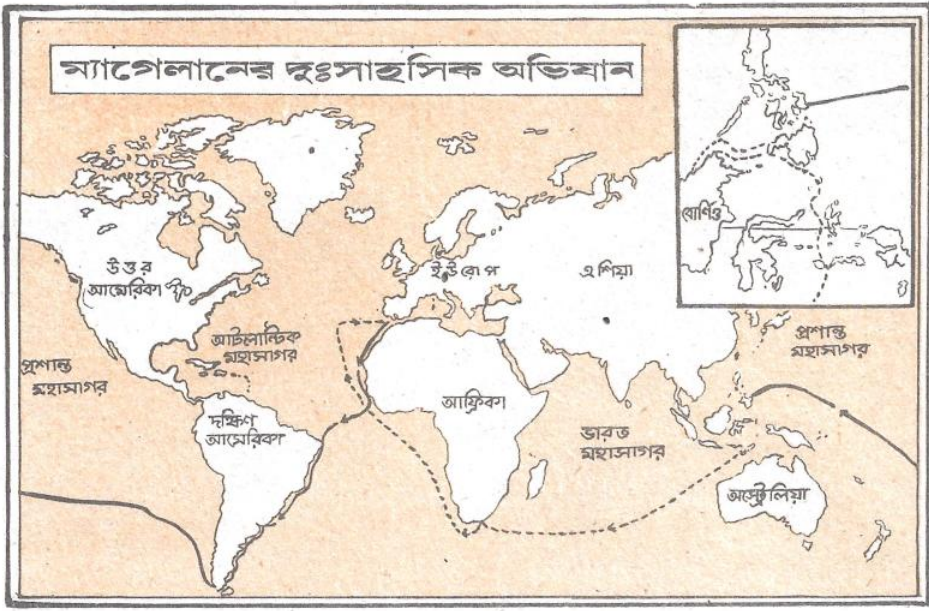 ম্যাগেলানের দুঃসাহসিক অভিযান
বোর্ণিও
উত্তর
আমেরিকা
ইউরোপ
এশিয়া
আটলান্টিক
মহাসাগর
প্রশান্ত
মহাসাগর
প্রশান্ত
মহাসাগর
আফ্রিকা
দক্ষিণ
আমেরিকা
ভারত
মহাসাগর
অস্ট্রেলিয়া